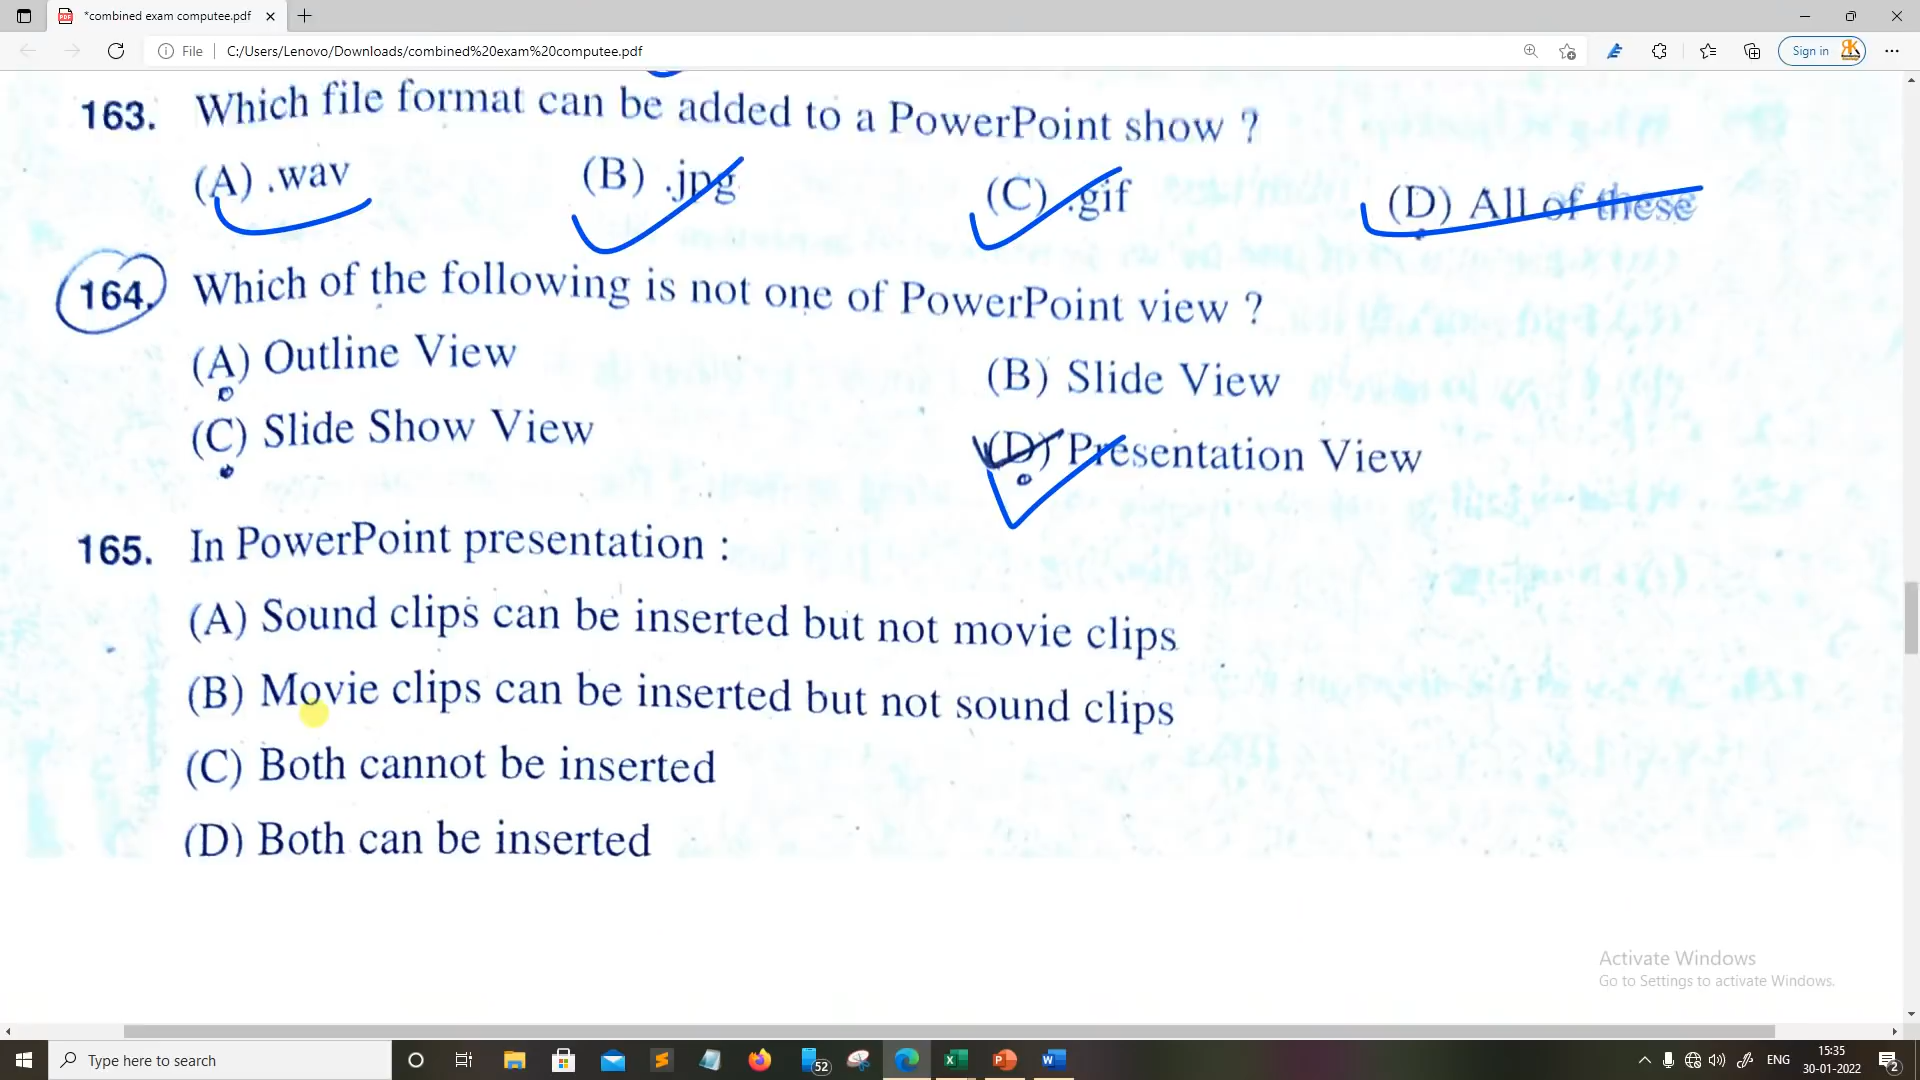 *combined exam computee.pdf
File
C:/Users/Lenovo/Downloads/combined%20exam%20computee.pdf
Sign in
163. Which file format can be added to a PowerPoint show ?
(A) .wav (B) .jpg (C) .gif (D) All of these
164. Which of the following is not one of PowerPoint view ?
(A) Outline View (B) Slide View
(C) Slide Show View (D) Presentation View
165. In PowerPoint presentation :
(A) Sound clips can be inserted but not movie clips
(B) Movie clips can be inserted but not sound clips
(C) Both cannot be inserted
(D) Both can be inserted
Activate Windows
Go to Settings to activate Windows.
Type here to search
52
ENG
15:35
30-01-2022
2